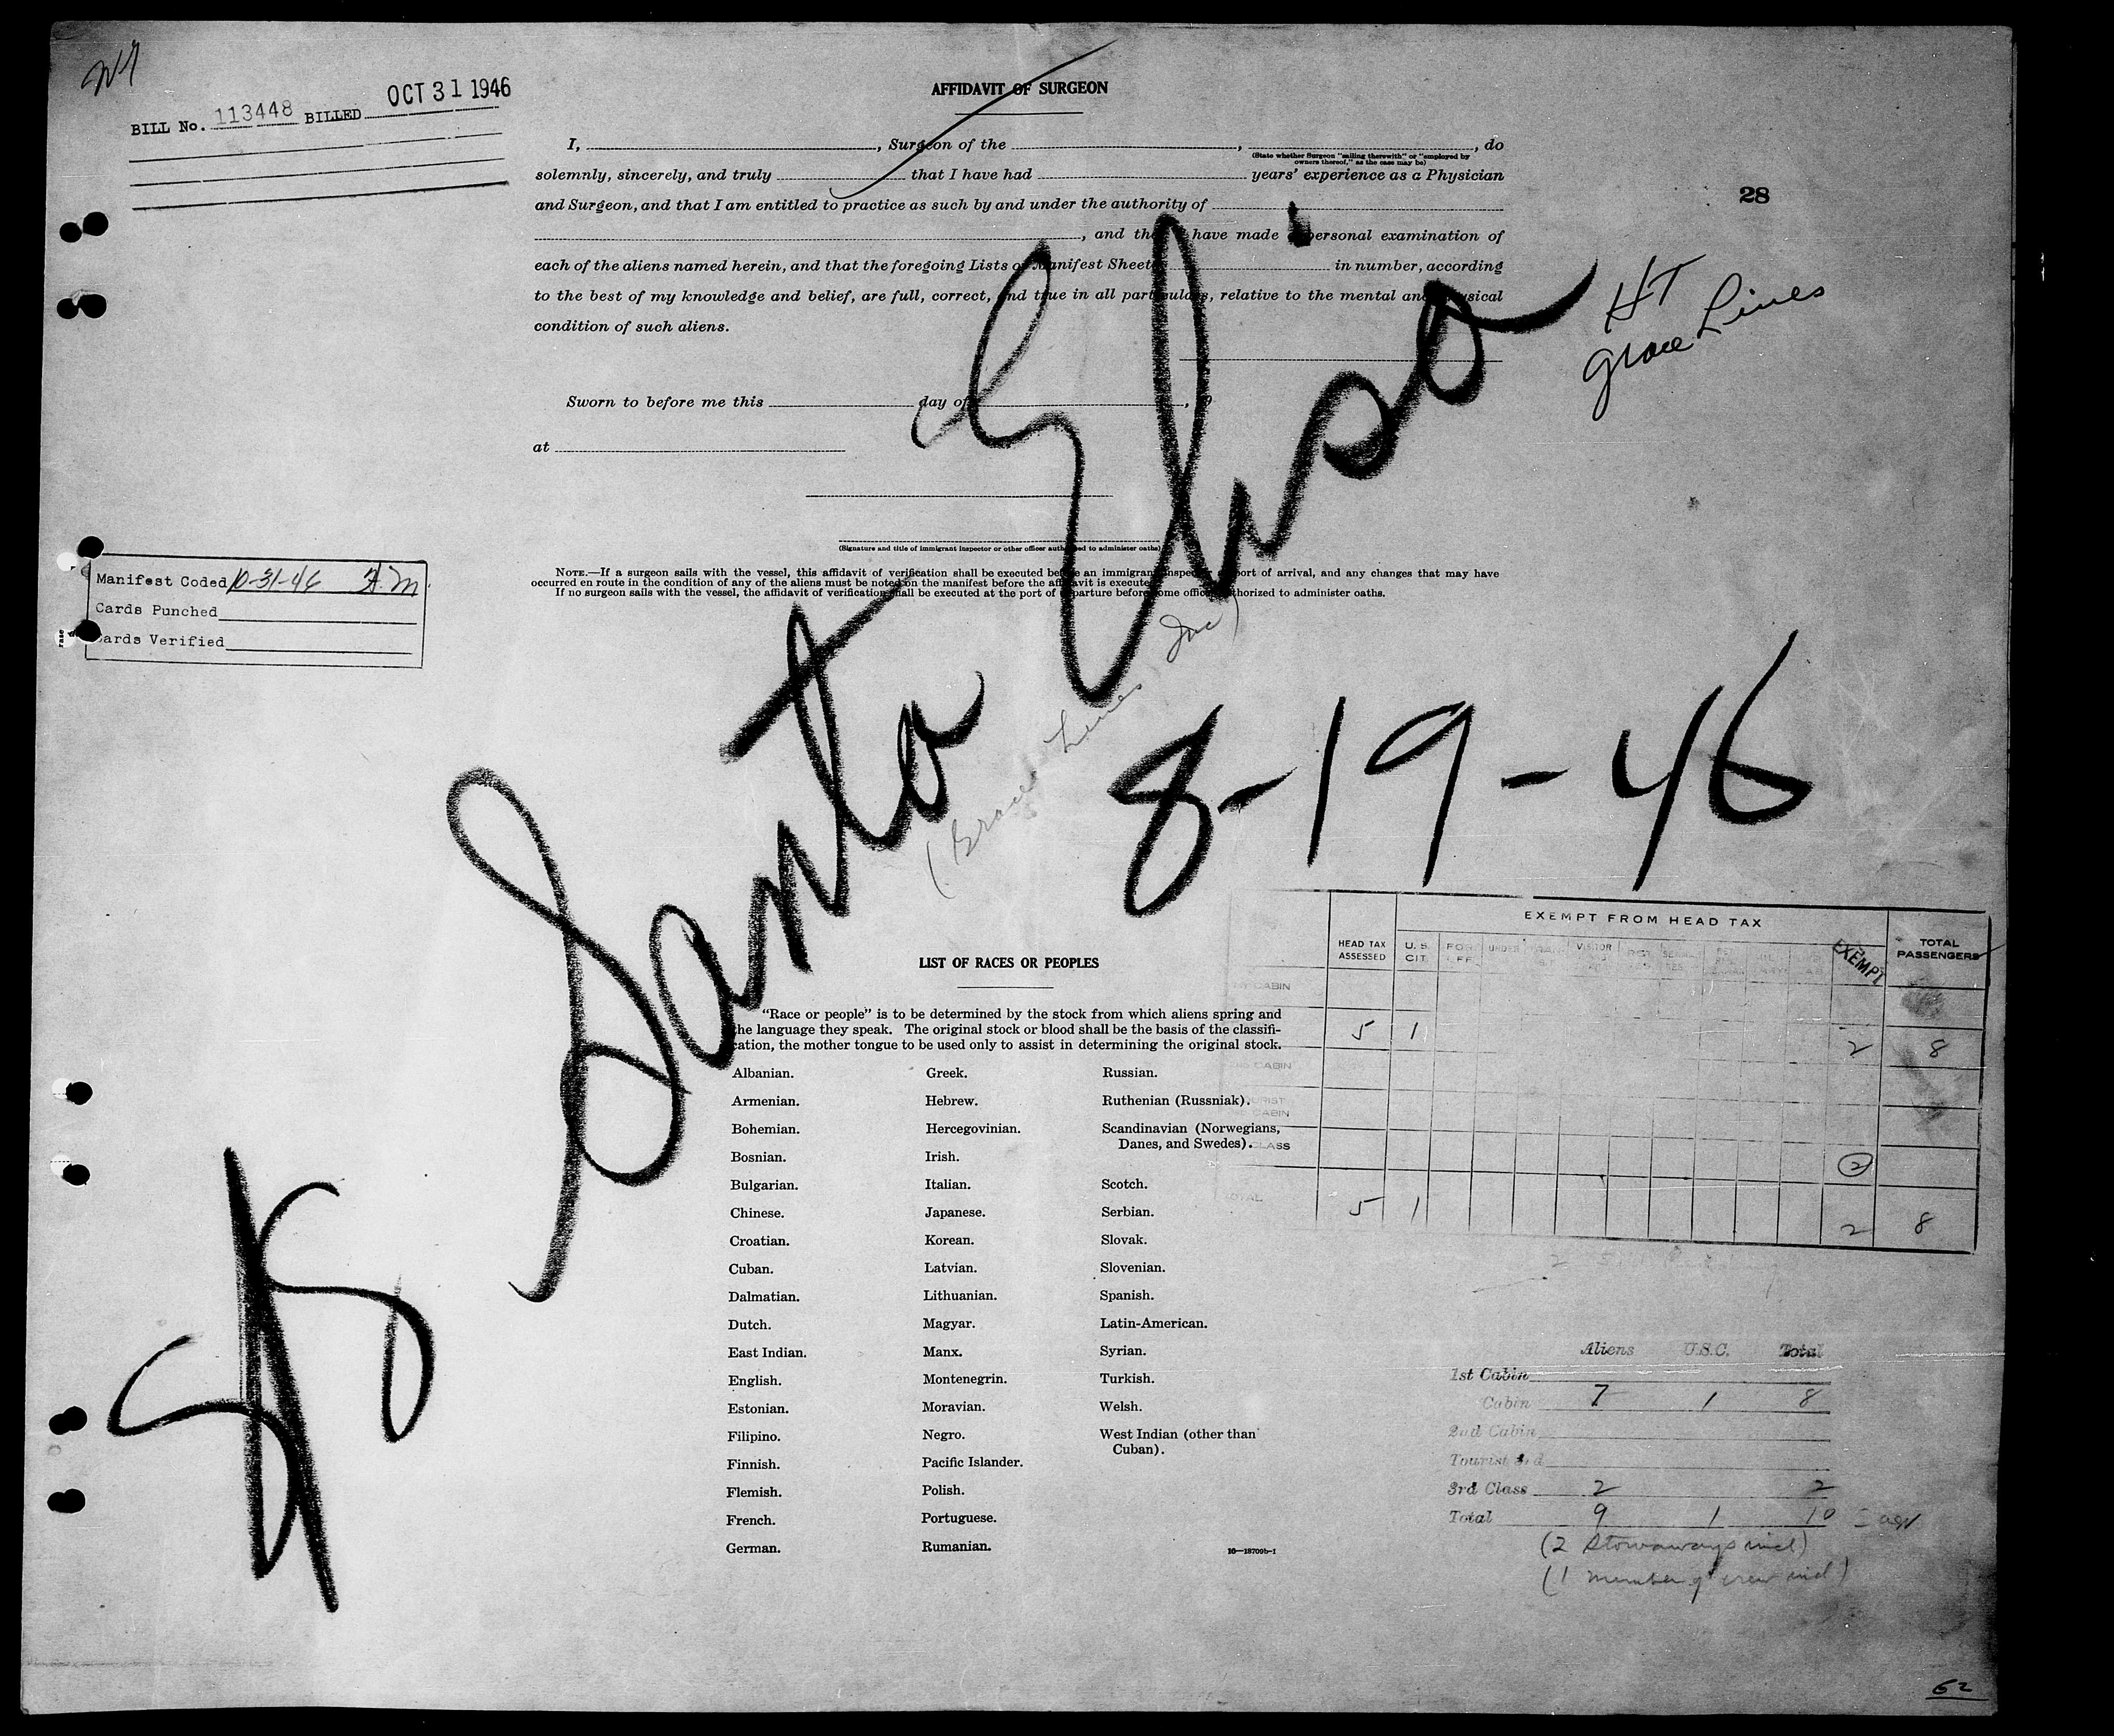 NY
BILL No. 113448 BILLED OCT 31 1946
AFFIDAVIT OF SURGEON
I, , Surgeon of the , , do
(State whether Surgeon "sailing therewith" or "employed by
owners thereof," as the case may be)
solemnly, sincerely, and truly that I have had years' experience as a Physician
and Surgeon, and that I am entitled to practice as such by and under the authority of
, and that I have made a personal examination of
each of the aliens named herein, and that the foregoing Lists or Manifest Sheets, in number, according
to the best of my knowledge and belief, are full, correct, and true in all particulars, relative to the mental and physical
condition of such aliens.
28
HT
Grace Lines
Sworn to before me this day of , 19
at
(Signature and title of immigrant inspector or other officer authorized to administer oaths)
NOTE.—If a surgeon sails with the vessel, this affidavit of verification shall be executed before an immigrant inspector at port of arrival, and any changes that may have
occurred en route in the condition of any of the aliens must be noted on the manifest before the affidavit is executed.
If no surgeon sails with the vessel, the affidavit of verification shall be executed at the port of departure before some officer authorized to administer oaths.
Manifest Coded 10-31-46 H.M.
Cards Punched
Cards Verified
S/S Santa Elisa
(Grace Lines Inc)
8-19-46
LIST OF RACES OR PEOPLES
"Race or people" is to be determined by the stock from which aliens spring and
the language they speak. The original stock or blood shall be the basis of the classifi-
cation, the mother tongue to be used only to assist in determining the original stock.
Albanian. Greek. Russian.
Armenian. Hebrew. Ruthenian (Russniak).
Bohemian. Hercegovinian. Scandinavian (Norwegians,
Danes, and Swedes).
Bosnian. Irish.
Bulgarian. Italian. Scotch.
Chinese. Japanese. Serbian.
Croatian. Korean. Slovak.
Cuban. Latvian. Slovenian.
Dalmatian. Lithuanian. Spanish.
Dutch. Magyar. Latin-American.
East Indian. Manx. Syrian.
English. Montenegrin. Turkish.
Estonian. Moravian. Welsh.
Filipino. Negro. West Indian (other than
Cuban).
Finnish. Pacific Islander.
Flemish. Polish.
French. Portuguese.
German. Rumanian.
16—18709b-1
EXEMPT FROM HEAD TAX
HEAD TAX
ASSESSED
U. S.
CIT.
UNDER
VISITOR
EXEMPT
TOTAL
PASSENGERS
CABIN
5 1 2 8
CABIN
TOURIST
CABIN
CLASS
2
TOTAL 5 1 2 8
Aliens U.S.C. Total
1st Cabin
Cabin 7 1 8
2nd Cabin
Tourist 3rd
3rd Class 2 2
Total 9 1 10
(2 Stowaways incl)
(1 member of crew incl)
62